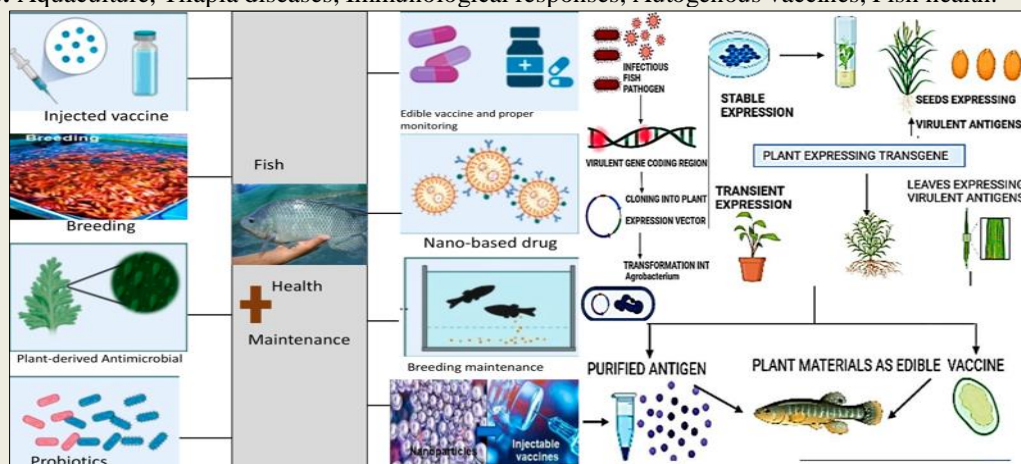 Aquaculture, Tilapia diseases, Immunological responses, Autogenous vaccines, Fish health.
Injected vaccine
Breeding
Breeding
Plant-derived Antimicrobial
Probiotics
Fish
Health
Maintenance
Edible vaccine and proper
monitoring
Nano-based drug
Breeding maintenance
Nanoparticles
Injectable
vaccines
INFECTIOUS
FISH
PATHOGEN
VIRULENT GENE CODING REGION
CLONING INTO PLANT
EXPRESSION VECTOR
TRANSFORMATION INT
Agrobacterium
STABLE
EXPRESSION
SEEDS EXPRESSING
VIRULENT ANTIGENS
PLANT EXPRESSING TRANSGENE
TRANSIENT
EXPRESSION
LEAVES EXPRESSING
VIRULENT ANTIGENS
PURIFIED ANTIGEN
PLANT MATERIALS AS EDIBLE VACCINE